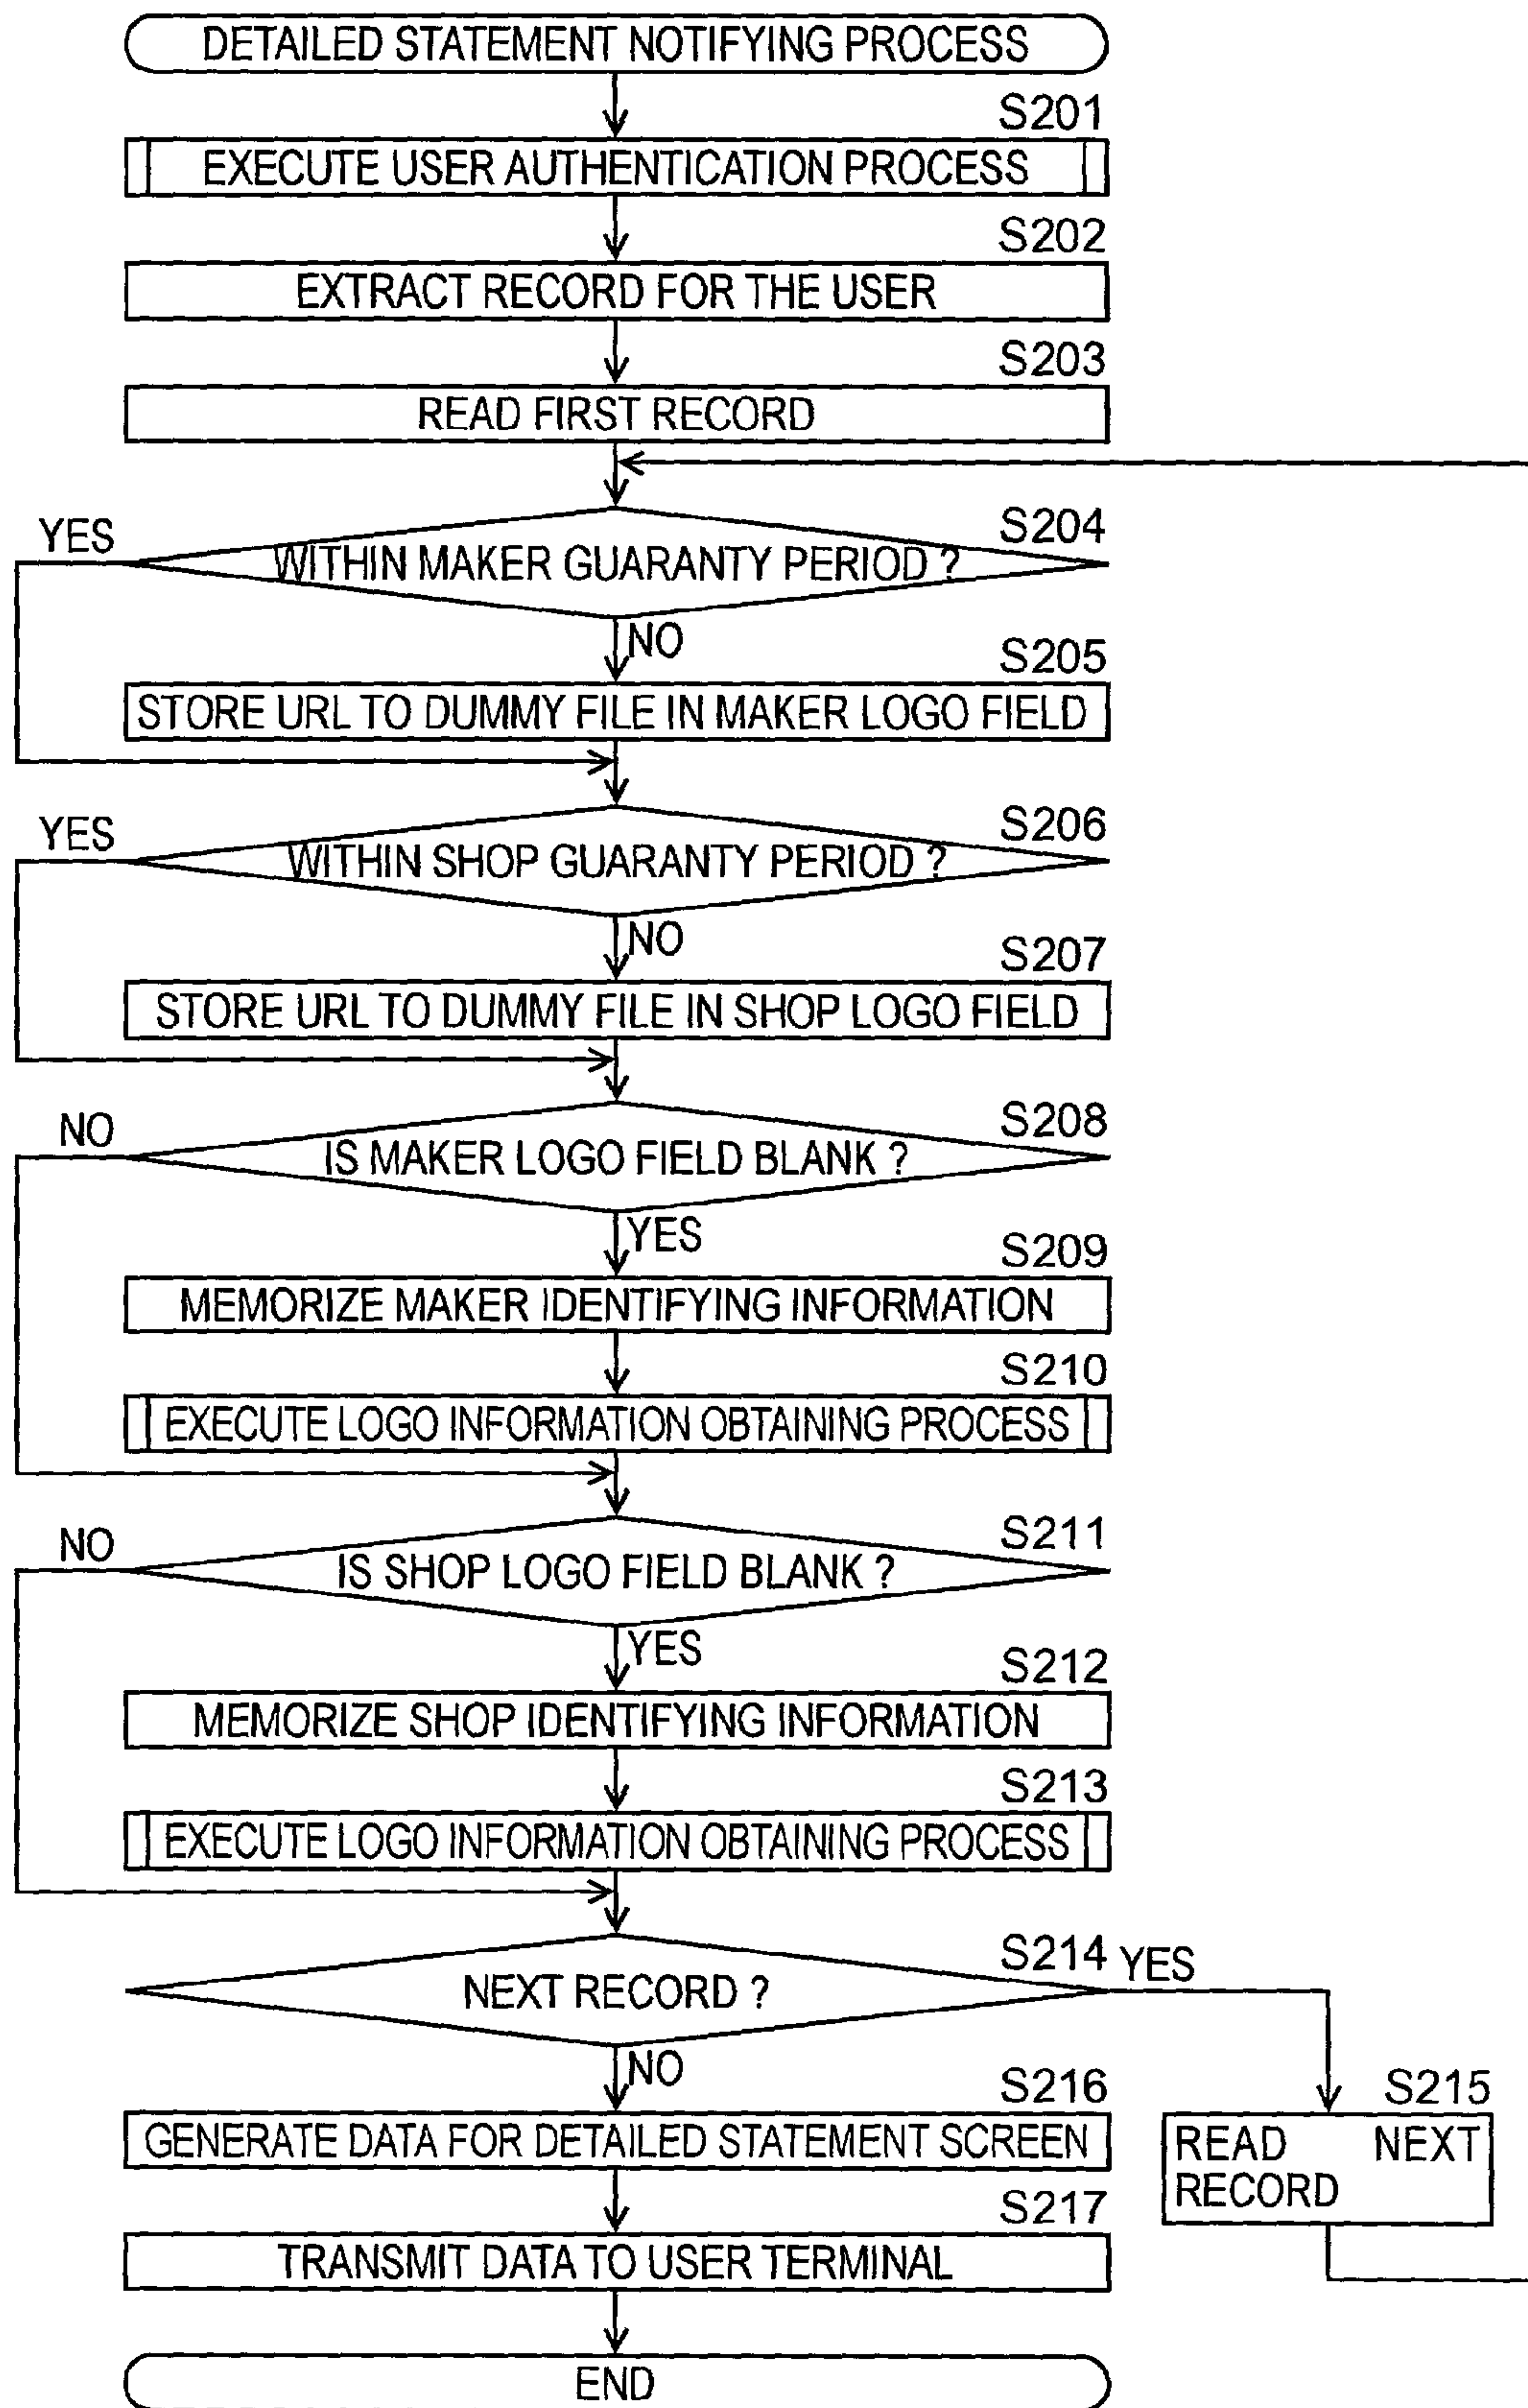 DETAILED STATEMENT NOTIFYING PROCESS
S201
EXECUTE USER AUTHENTICATION PROCESS
S202
EXTRACT RECORD FOR THE USER
S203
READ FIRST RECORD
S204
YES
WITHIN MAKER GUARANTY PERIOD ?
NO
S205
STORE URL TO DUMMY FILE IN MAKER LOGO FIELD
S206
YES
WITHIN SHOP GUARANTY PERIOD ?
NO
S207
STORE URL TO DUMMY FILE IN SHOP LOGO FIELD
S208
NO
IS MAKER LOGO FIELD BLANK ?
YES
S209
MEMORIZE MAKER IDENTIFYING INFORMATION
S210
EXECUTE LOGO INFORMATION OBTAINING PROCESS
S211
NO
IS SHOP LOGO FIELD BLANK ?
YES
S212
MEMORIZE SHOP IDENTIFYING INFORMATION
S213
EXECUTE LOGO INFORMATION OBTAINING PROCESS
S214
YES
NEXT RECORD ?
NO
S215
READ NEXT
RECORD
S216
GENERATE DATA FOR DETAILED STATEMENT SCREEN
S217
TRANSMIT DATA TO USER TERMINAL
END